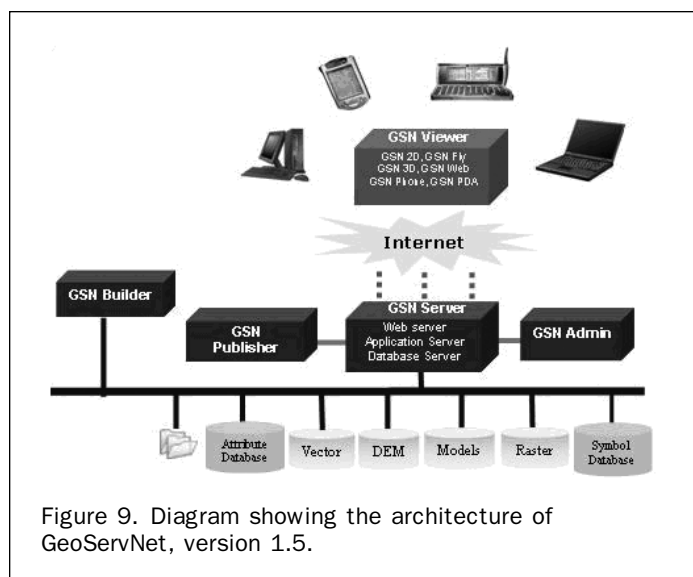 GSN Viewer
GSN 2D, GSN Fly
GSN 3D, GSN Web
GSN Phone, GSN PDA
Internet
GSN Builder
GSN
Publisher
GSN Server
Web server
Application Server
Database Server
GSN Admin
Attribute
Database
Vector
DEM
Models
Raster
Symbol
Database
Figure 9. Diagram showing the architecture of
GeoServNet, version 1.5.